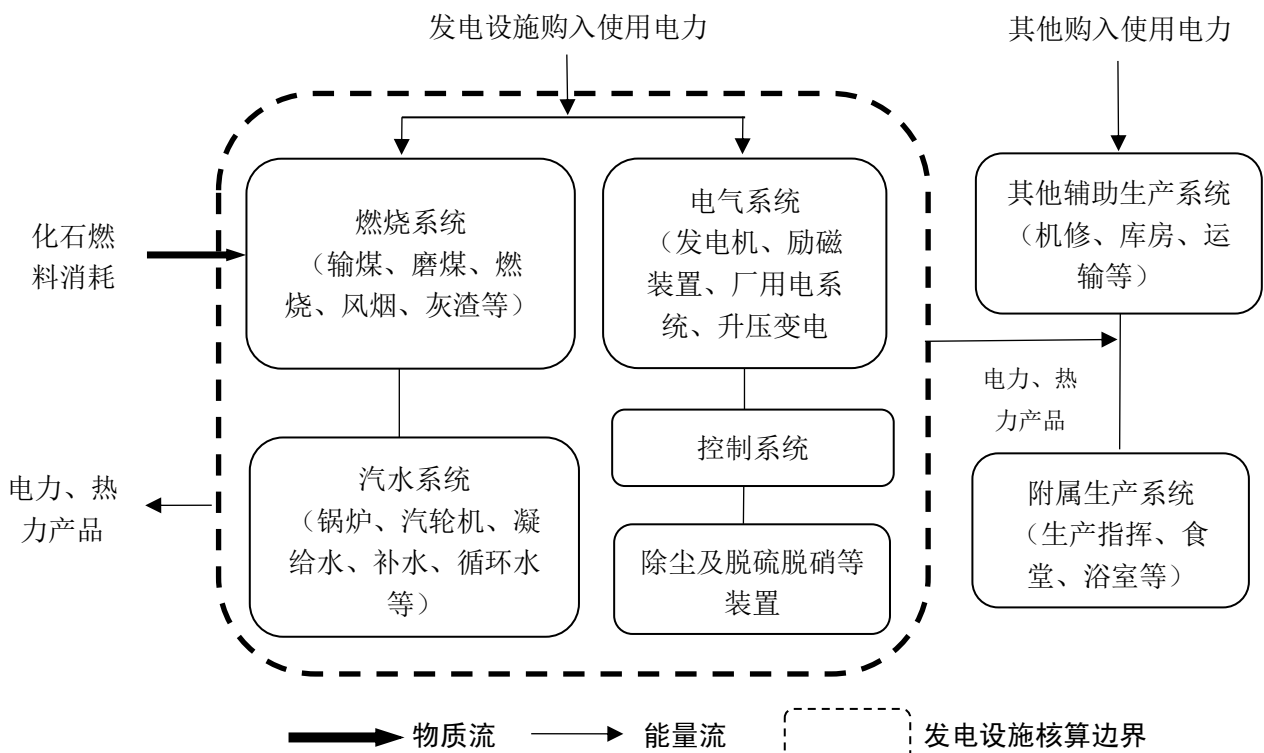 发电设施购入使用电力
其他购入使用电力
化石燃
料消耗
燃烧系统
（输煤、磨煤、燃
烧、风烟、灰渣等）
电气系统
（发电机、励磁
装置、厂用电系
统、升压变电
其他辅助生产系统
（机修、库房、运
输等）
电力、热
力产品
控制系统
电力、热
力产品
汽水系统
（锅炉、汽轮机、凝
给水、补水、循环水
等）
除尘及脱硫脱硝等
装置
附属生产系统
（生产指挥、食
堂、浴室等）
物质流
能量流
发电设施核算边界